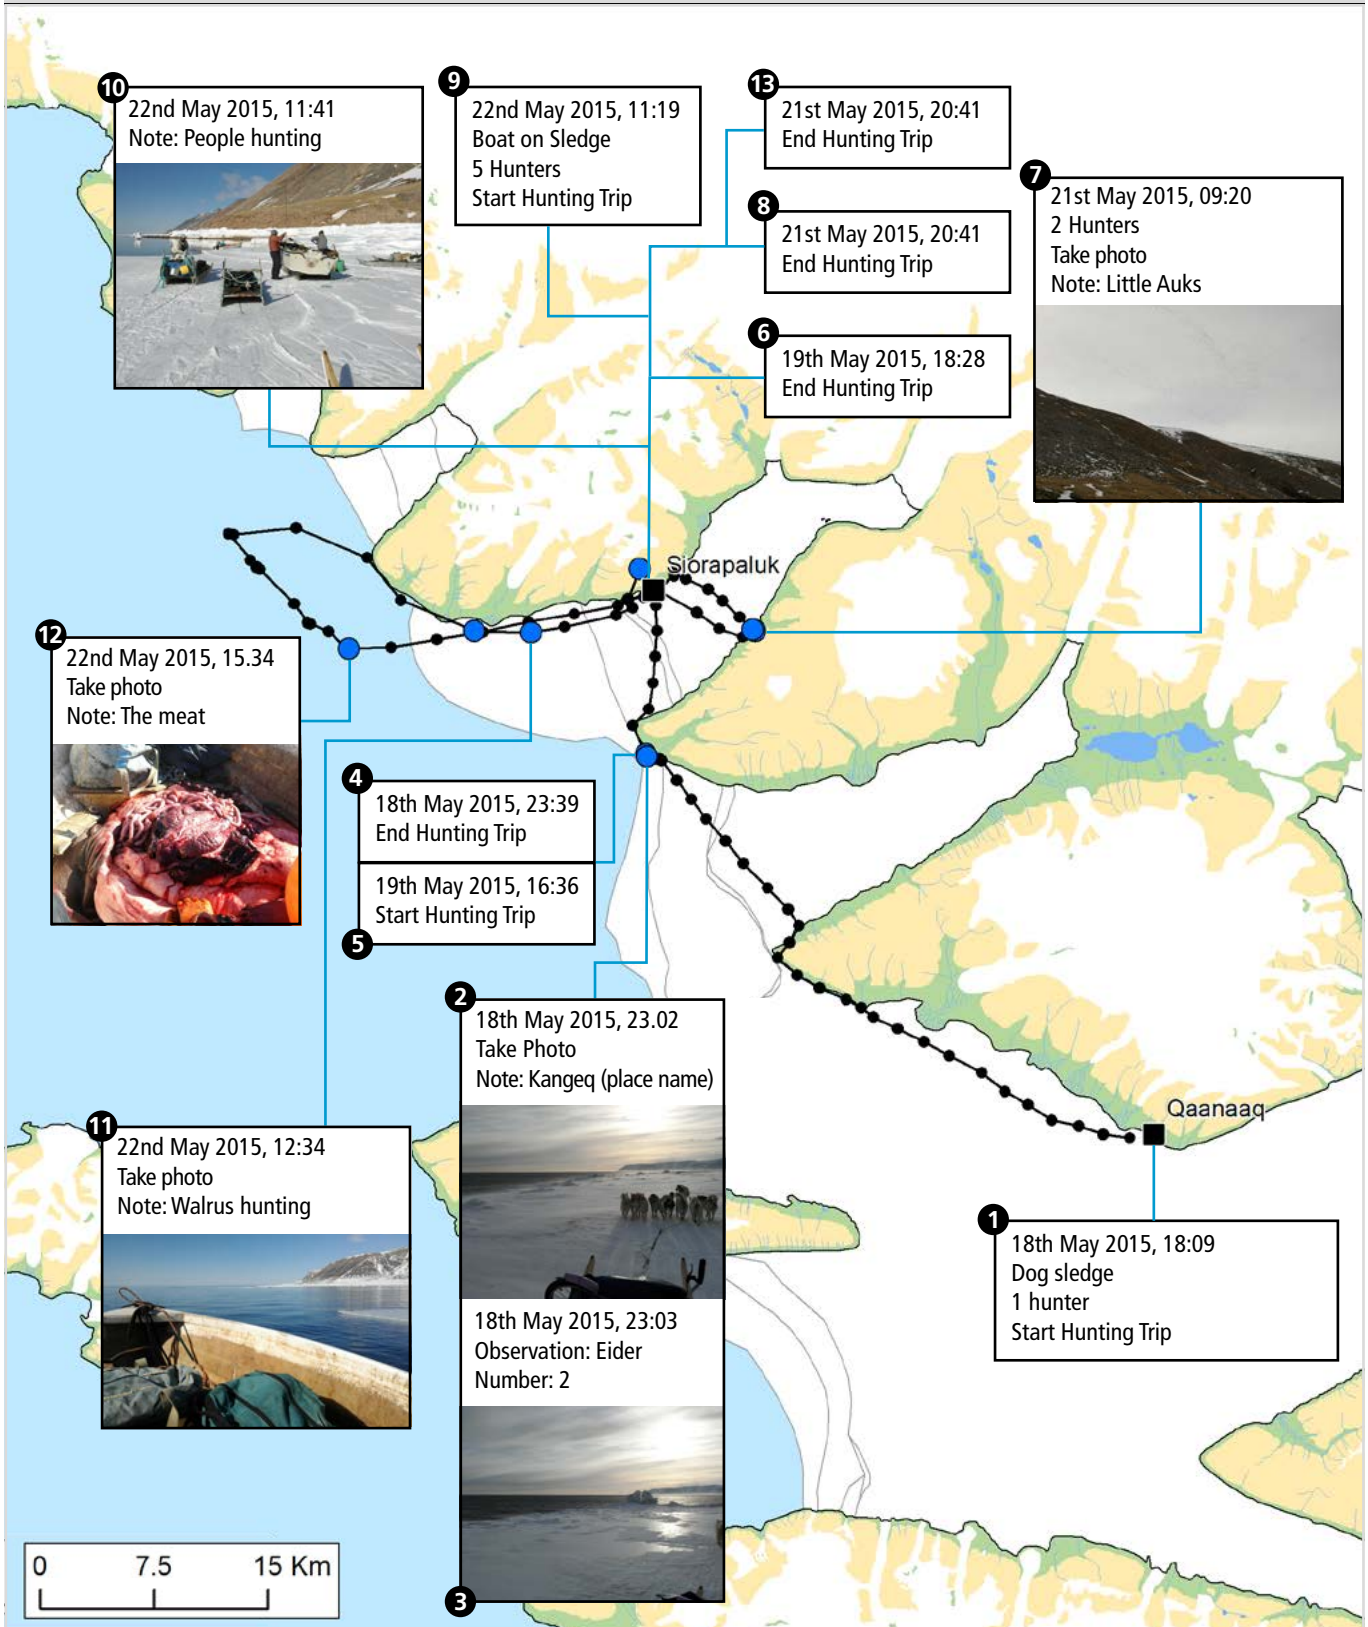 10
22nd May 2015, 11:41
Note: People hunting
9
22nd May 2015, 11:19
Boat on Sledge
5 Hunters
Start Hunting Trip
13
21st May 2015, 20:41
End Hunting Trip
8
21st May 2015, 20:41
End Hunting Trip
7
21st May 2015, 09:20
2 Hunters
Take photo
Note: Little Auks
6
19th May 2015, 18:28
End Hunting Trip
Siorapaluk
12
22nd May 2015, 15.34
Take photo
Note: The meat
4
18th May 2015, 23:39
End Hunting Trip
19th May 2015, 16:36
Start Hunting Trip
5
2
18th May 2015, 23.02
Take Photo
Note: Kangeq (place name)
18th May 2015, 23:03
Observation: Eider
Number: 2
3
Qaanaaq
11
22nd May 2015, 12:34
Take photo
Note: Walrus hunting
1
18th May 2015, 18:09
Dog sledge
1 hunter
Start Hunting Trip
0 7.5 15 Km